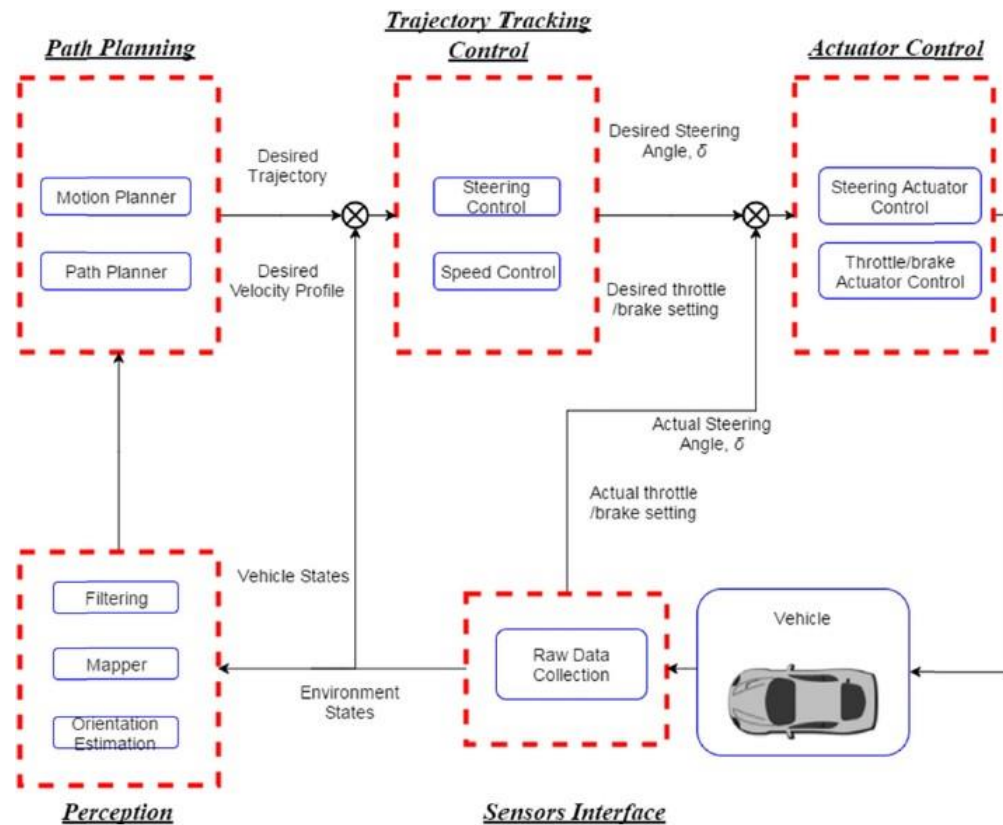 Path Planning
Trajectory Tracking
Control
Actuator Control
Motion Planner
Path Planner
Desired
Trajectory
Desired
Velocity Profile
Steering
Control
Speed Control
Desired Steering
Angle, δ
Desired throttle
/brake setting
Steering Actuator
Control
Throttle/brake
Actuator Control
Actual Steering
Angle, δ
Actual throttle
/brake setting
Filtering
Mapper
Orientation
Estimation
Vehicle States
Environment
States
Raw Data
Collection
Vehicle
Perception
Sensors Interface